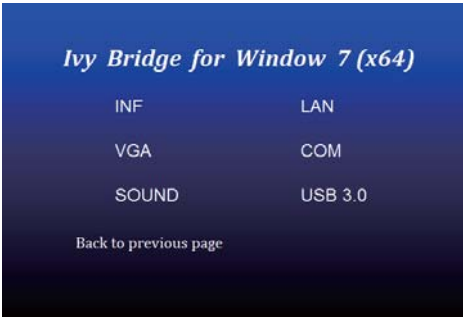 Ivy Bridge for Window 7 (x64)
INF LAN
VGA COM
SOUND USB 3.0
Back to previous page